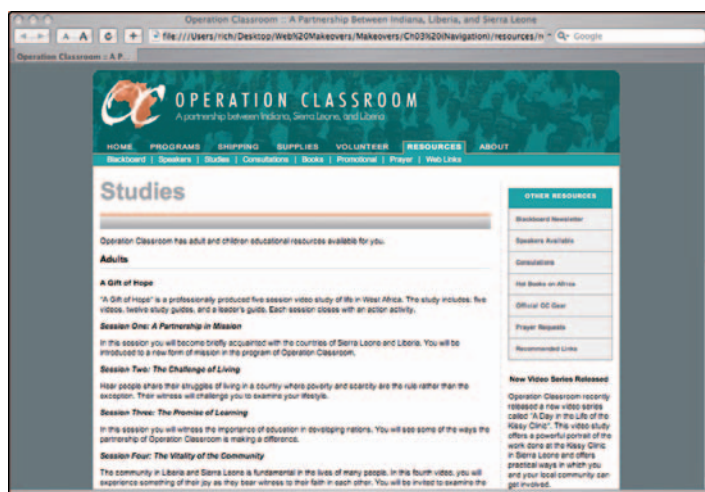 Operation Classroom :: A Partnership Between Indiana, Liberia, and Sierra Leone
A A C + file:///Users/rich/Desktop/Web%20Makeovers/Makeovers/Ch03%20(Navigation)/resources/n Q- Google
Operation Classroom :: A P...
OC OPERATION CLASSROOM
A partnership between Indiana, Sierra Leone, and Liberia
HOME PROGRAMS SHIPPING SUPPLIES VOLUNTEER RESOURCES ABOUT
Blackboard | Speakers | Studies | Consultations | Books | Promotional | Prayer | Web Links
Studies
Operation Classroom has adult and children educational resources available for you.
Adults
A Gift of Hope
"A Gift of Hope" is a professionally produced five session video study of life in West Africa. The study includes: five
videos, twelve study guides, and a leader's guide. Each session closes with an action activity.
Session One: A Partnership in Mission
In this session you will become briefly acquainted with the countries of Sierra Leone and Liberia. You will be
introduced to a new form of mission in the program of Operation Classroom.
Session Two: The Challenge of Living
Hear people share their struggles of living in a country where poverty and scarcity are the rule rather than the
exception. Their witness will challenge you to examine your lifestyle.
Session Three: The Promise of Learning
In this session you will witness the importance of education in developing nations. You will see some of the ways the
partnership of Operation Classroom is making a difference.
Session Four: The Vitality of the Community
The community in Liberia and Sierra Leone is fundamental in the lives of many people. In this fourth video, you will
experience something of their joy as they bear witness to their faith in each other. You will be invited to examine the
OTHER RESOURCES
Blackboard Newsletter
Speakers Available
Consultations
Hot Books on Africa
Official OC Gear
Prayer Requests
Recommended Links
New Video Series Released
Operation Classroom recently
released a new video series
called "A Day in the Life of the
Kissy Clinic". This video study
offers a powerful portrait of the
work done at the Kissy Clinic
in Sierra Leone and offers
practical ways in which you
and your local community can
get involved.